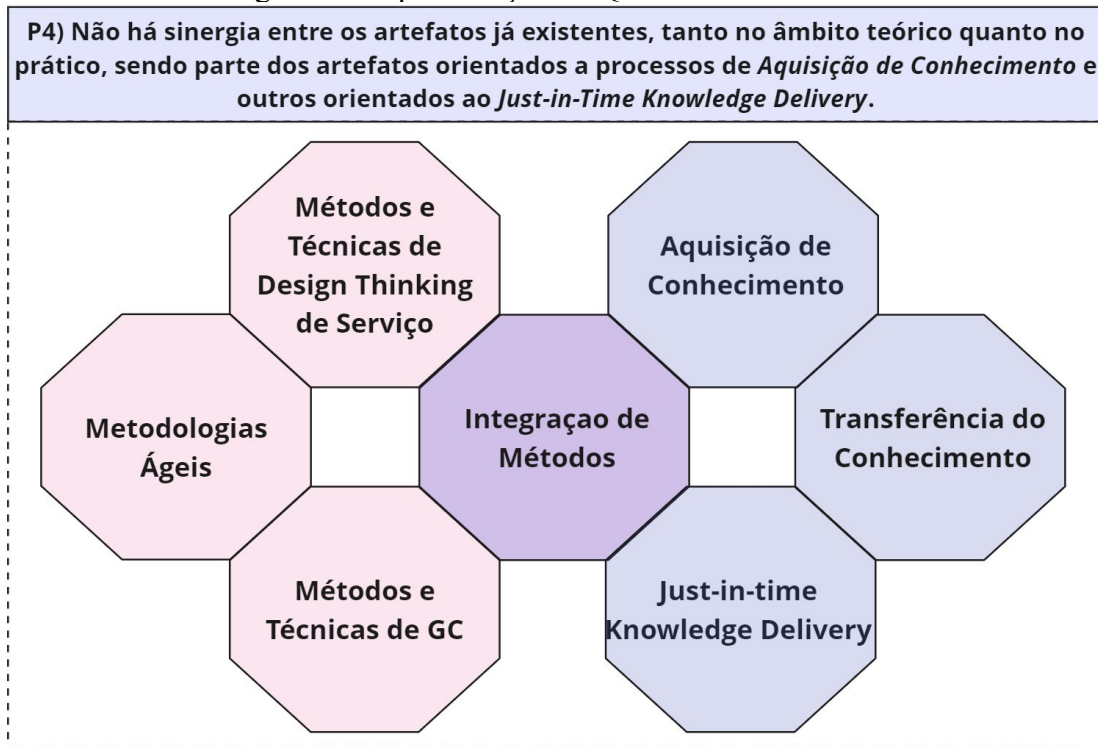 P4) Não há sinergia entre os artefatos já existentes, tanto no âmbito teórico quanto no
prático, sendo parte dos artefatos orientados a processos de Aquisição de Conhecimento e
outros orientados ao Just-in-Time Knowledge Delivery.
Métodos e
Técnicas de
Design Thinking
de Serviço
Aquisição de
Conhecimento
Metodologias
Ágeis
Integraçao de
Métodos
Transferência do
Conhecimento
Métodos e
Técnicas de GC
Just-in-time
Knowledge Delivery